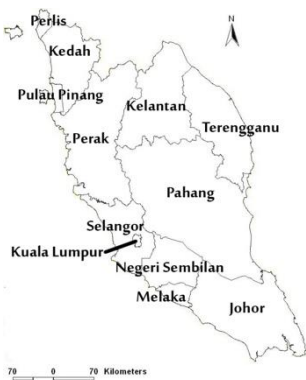 N
Perlis
Kedah
Pulau Pinang
Kelantan
Terengganu
Perak
Pahang
Selangor
Kuala Lumpur
Negeri Sembilan
Melaka
Johor
70 0 70 Kilometers